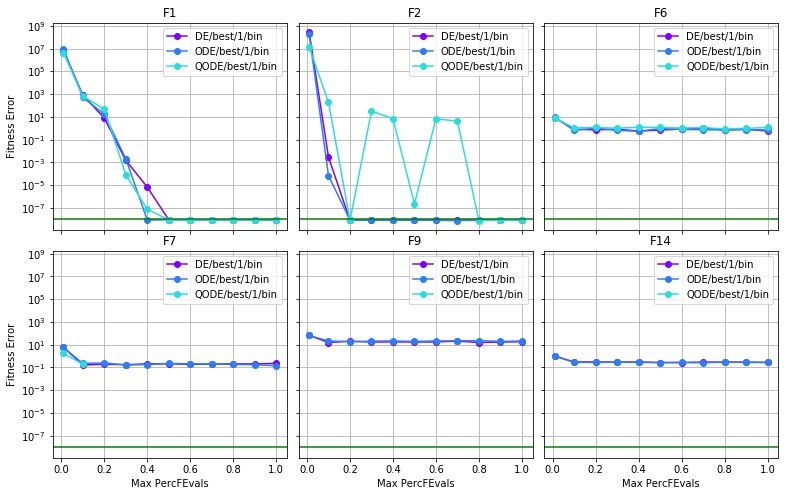 F1
F2
F6
10^9
10^7
10^5
10^3
10^1
10^-1
10^-3
10^-5
10^-7
Fitness Error
DE/best/1/bin
ODE/best/1/bin
QODE/best/1/bin
DE/best/1/bin
ODE/best/1/bin
QODE/best/1/bin
DE/best/1/bin
ODE/best/1/bin
QODE/best/1/bin
F7
F9
F14
10^9
10^7
10^5
10^3
10^1
10^-1
10^-3
10^-5
10^-7
Fitness Error
DE/best/1/bin
ODE/best/1/bin
QODE/best/1/bin
DE/best/1/bin
ODE/best/1/bin
QODE/best/1/bin
DE/best/1/bin
ODE/best/1/bin
QODE/best/1/bin
0.0 0.2 0.4 0.6 0.8 1.0
0.0 0.2 0.4 0.6 0.8 1.0
0.0 0.2 0.4 0.6 0.8 1.0
Max PercFEvals
Max PercFEvals
Max PercFEvals